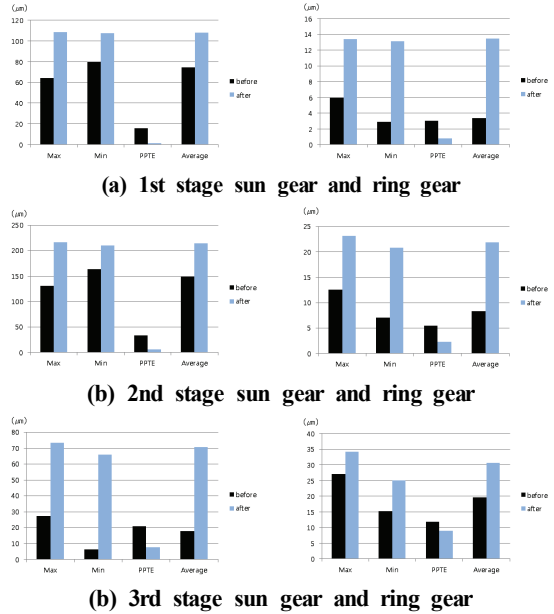 (μm)
120
100
80
60
40
20
0
Max Min PPTE Average
before
after
(μm)
16
14
12
10
8
6
4
2
0
Max Min PPTE Average
before
after
(a) 1st stage sun gear and ring gear
(μm)
250
200
150
100
50
0
Max Min PPTE Average
before
after
(μm)
25
20
15
10
5
0
Max Min PPTE Average
before
after
(b) 2nd stage sun gear and ring gear
(μm)
80
70
60
50
40
30
20
10
0
Max Min PPTE Average
before
after
(μm)
40
35
30
25
20
15
10
5
0
Max Min PPTE Average
before
after
(b) 3rd stage sun gear and ring gear